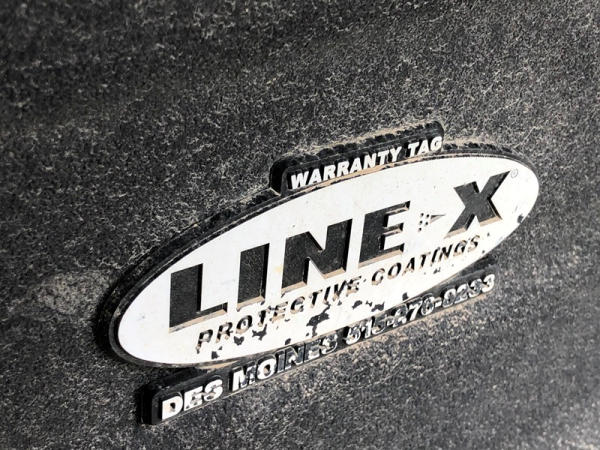 WARRANTY TAG
LINE-X®
PROTECTIVE COATINGS
DES MOINES